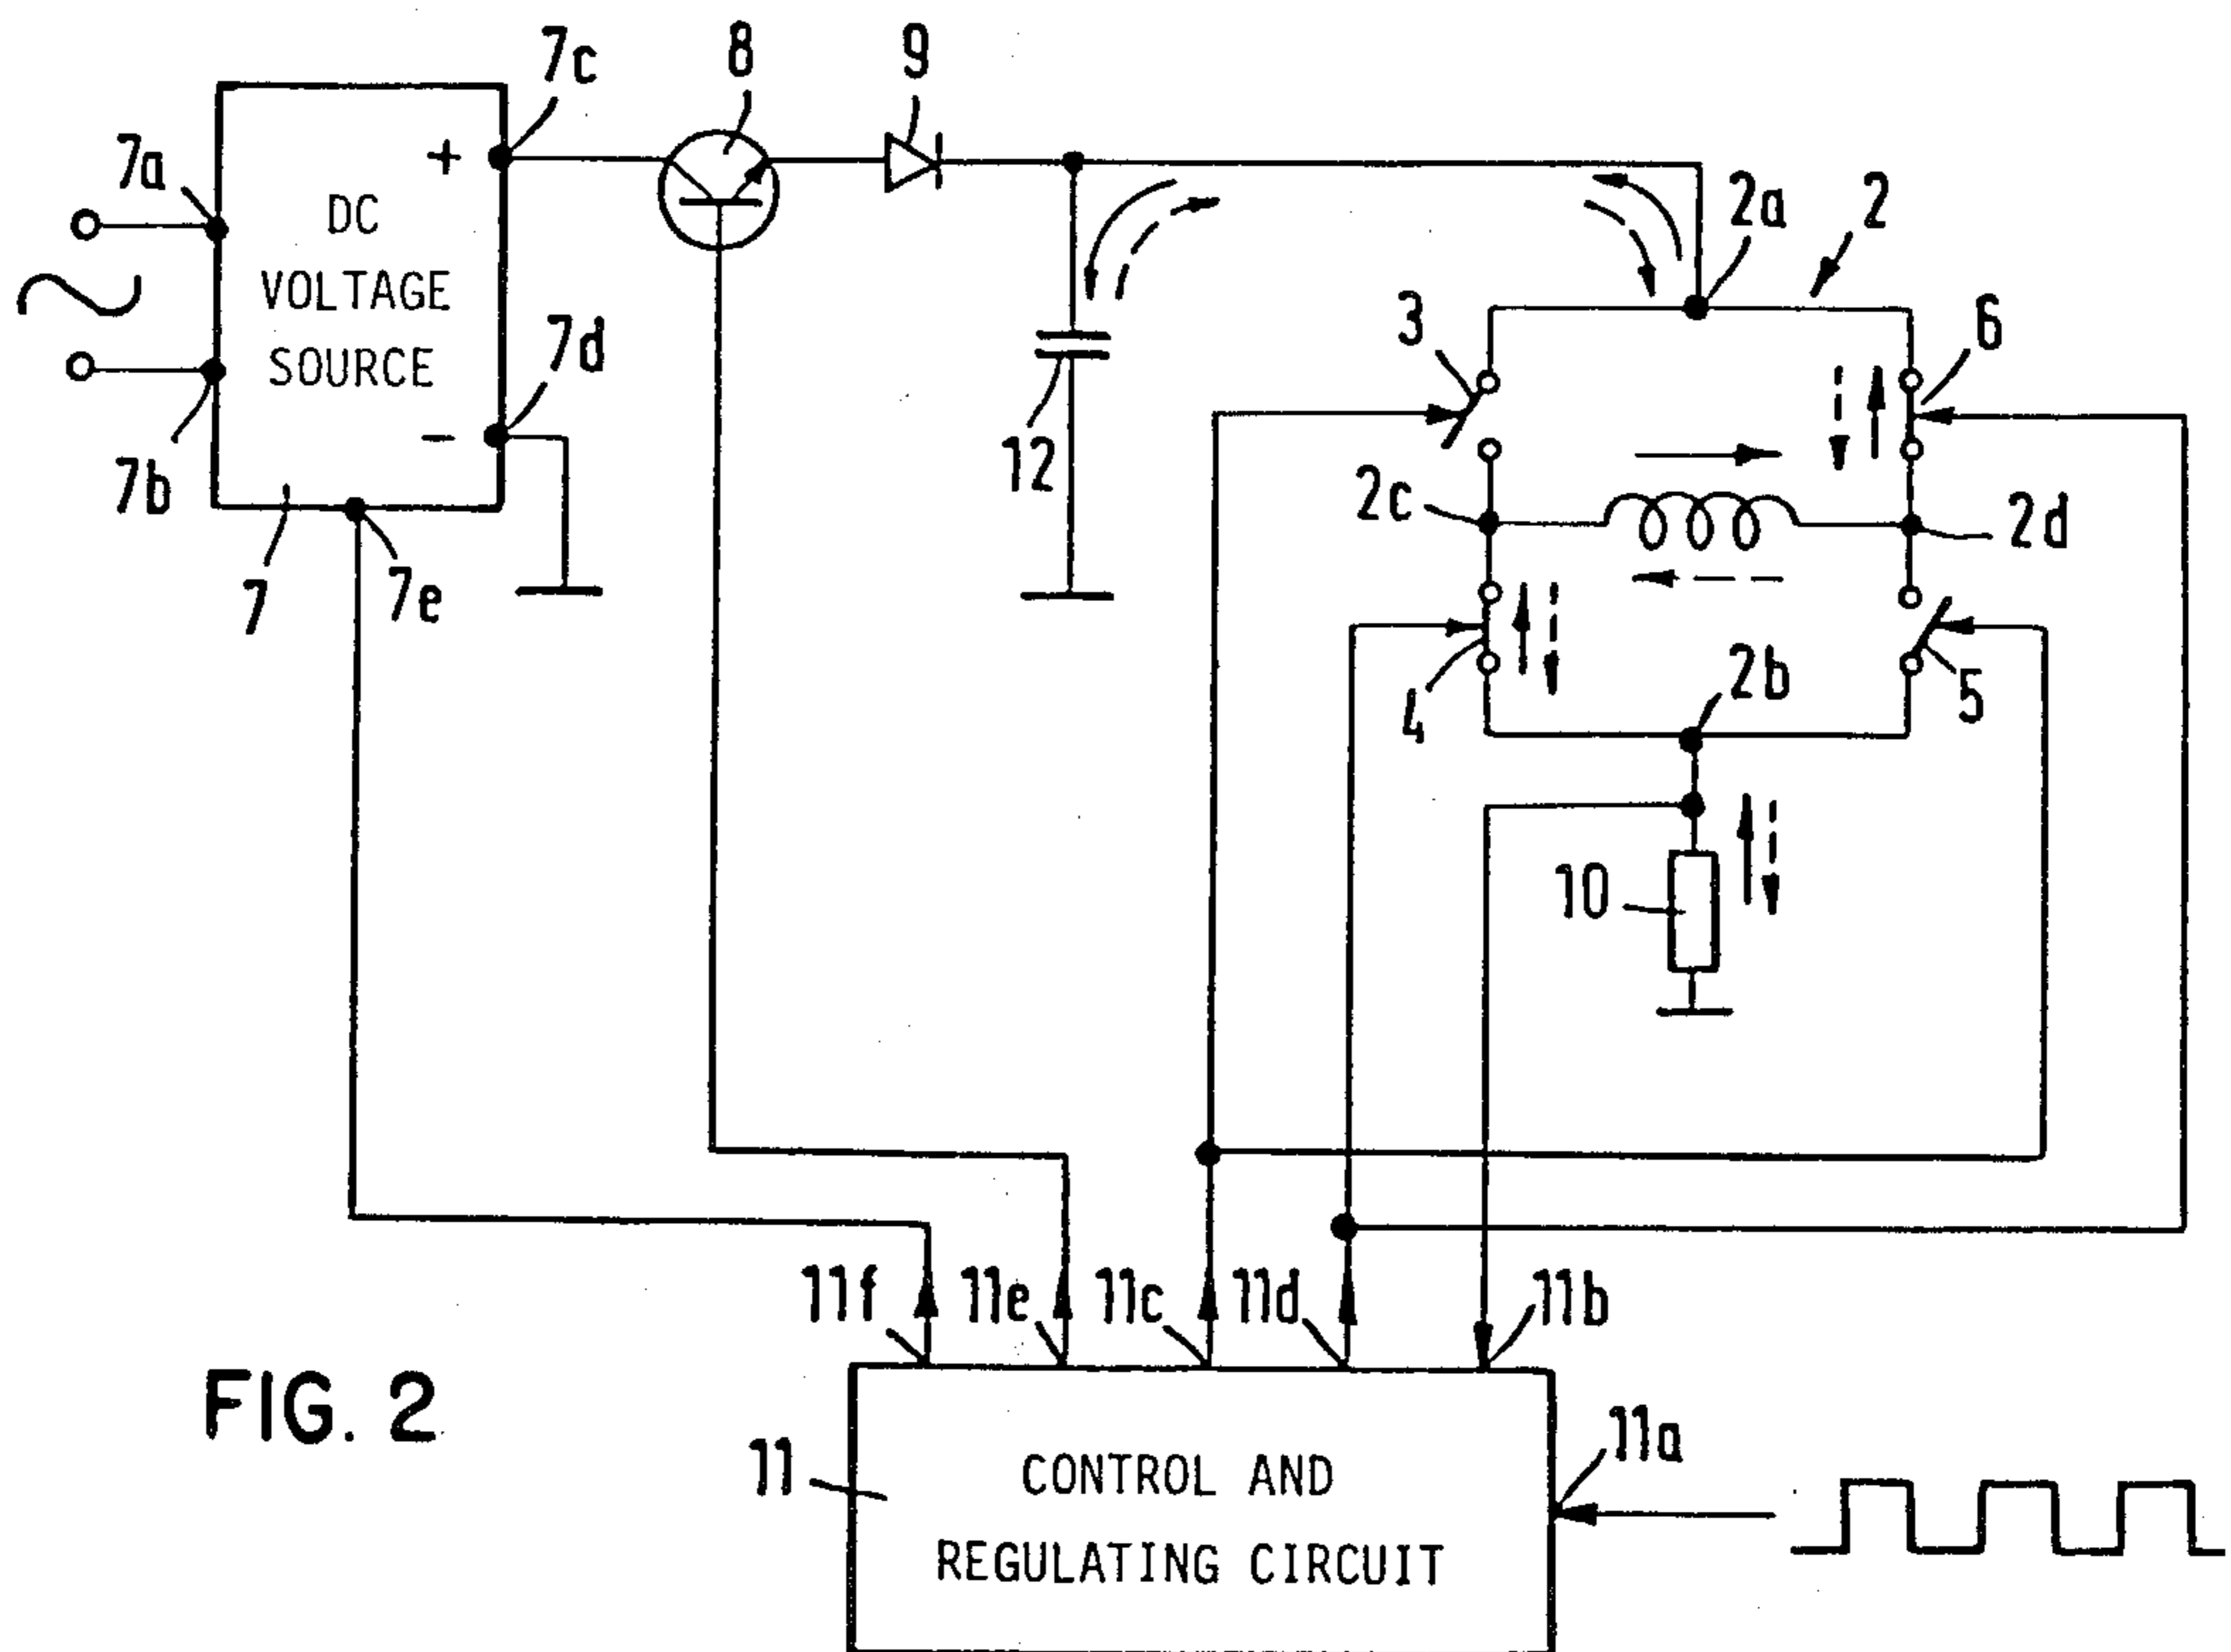 7c
8
9
7a
+
DC
VOLTAGE
SOURCE
2a
2
7d
3
6
-
7b
12
2c
2d
7
7e
4
2b
5
10
11f
11e
11c
11d
11b
FIG. 2
11
11a
CONTROL AND
REGULATING CIRCUIT